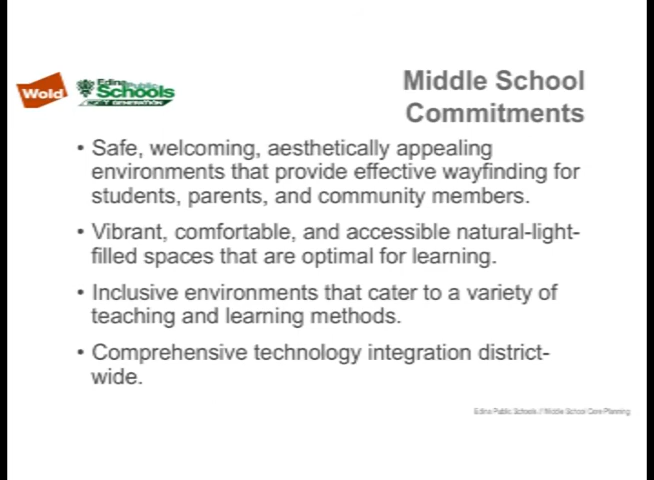 Middle School
Commitments
Wold
Edina Public
Schools
NEXT GENERATION
• Safe, welcoming, aesthetically appealing
environments that provide effective wayfinding for
students, parents, and community members.
• Vibrant, comfortable, and accessible natural-light-
filled spaces that are optimal for learning.
• Inclusive environments that cater to a variety of
teaching and learning methods.
• Comprehensive technology integration district-
wide.
Edina Public Schools // Middle School Core Planning